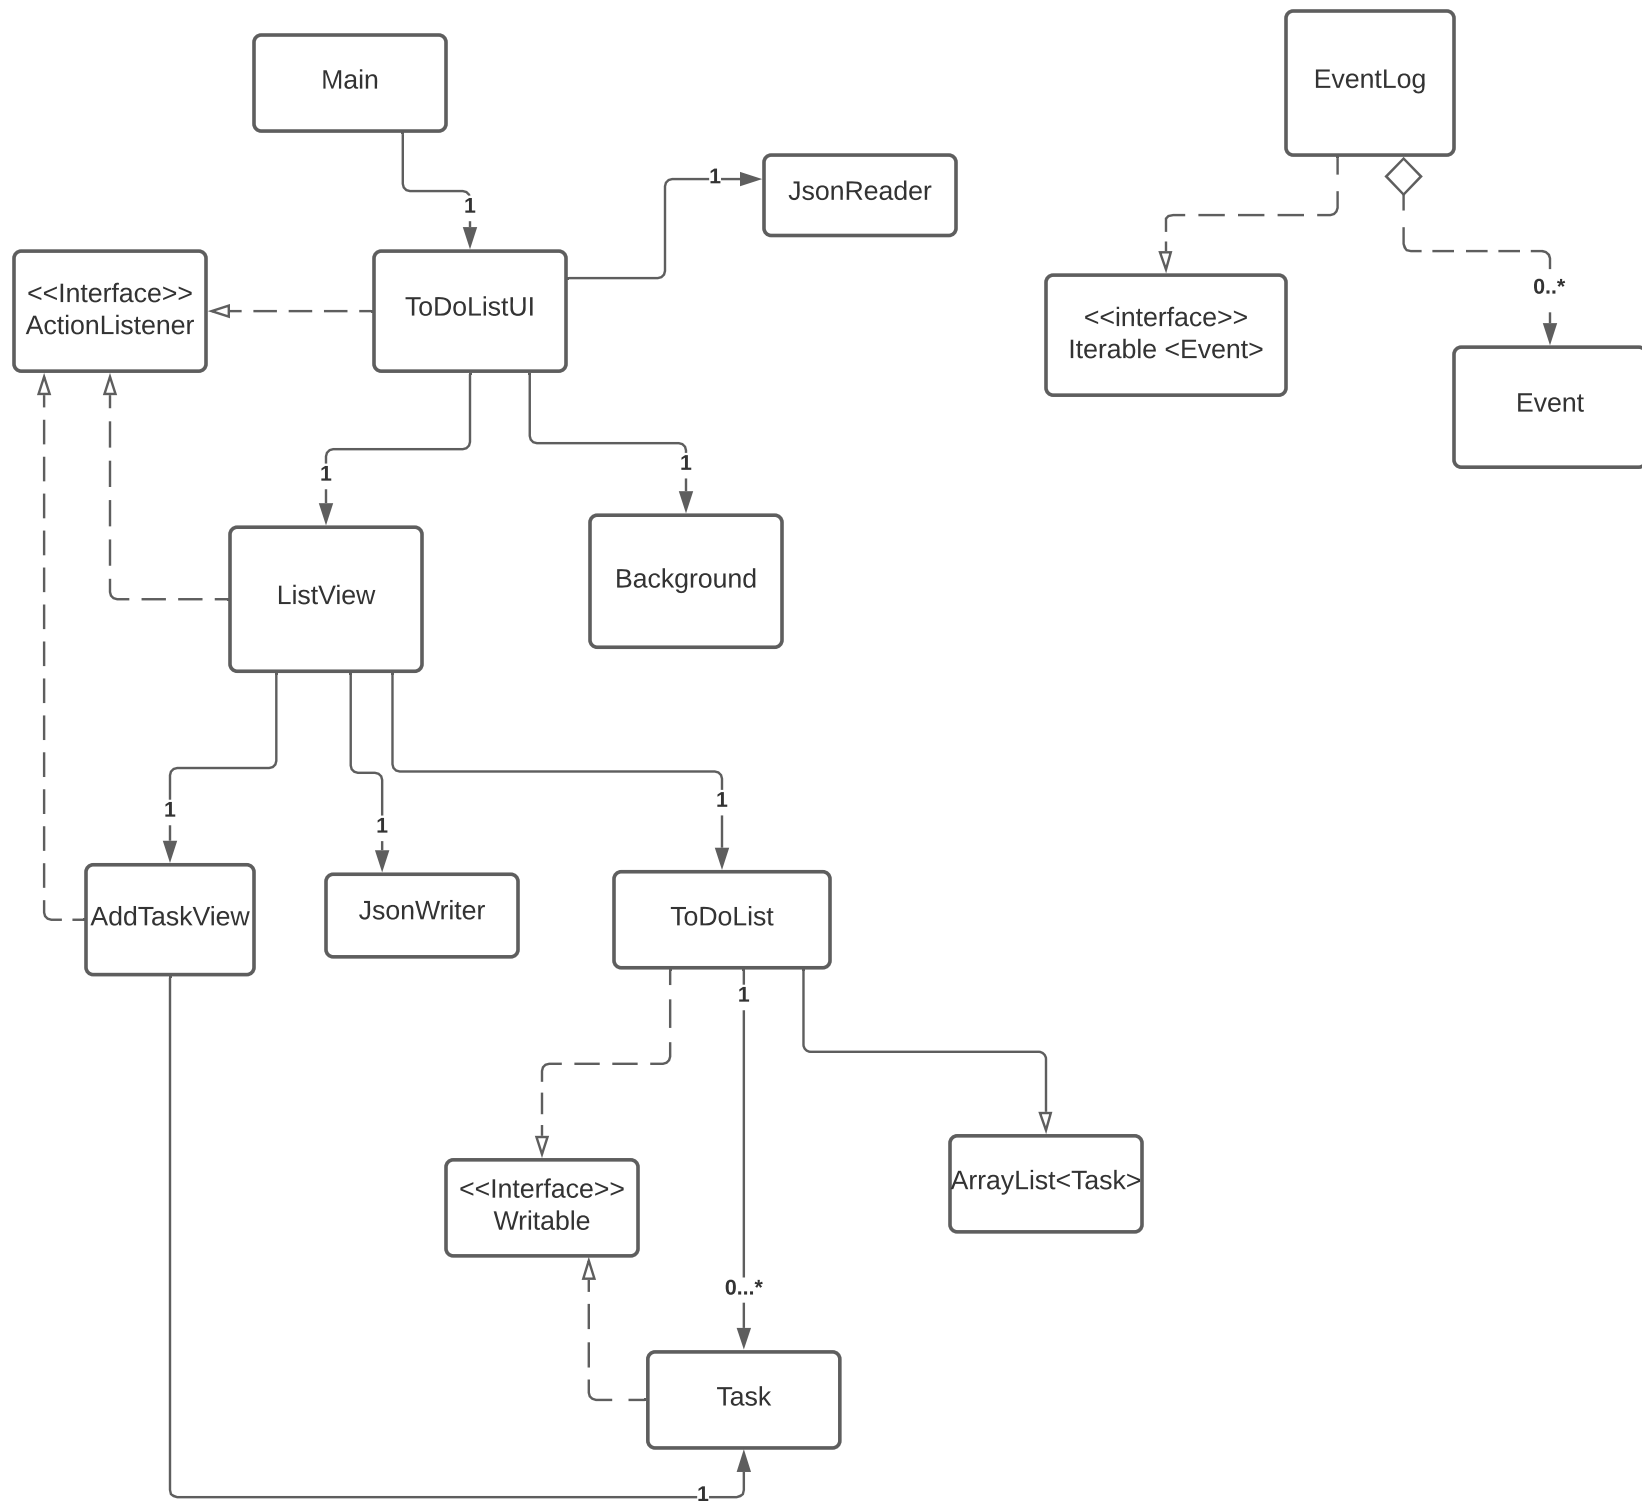 Main
EventLog
1
JsonReader
1
<<Interface>>
ActionListener
ToDoListUI
<<interface>>
Iterable <Event>
0..*
Event
1
1
ListView
Background
1
1
1
AddTaskView
JsonWriter
ToDoList
1
<<Interface>>
Writable
ArrayList<Task>
0...*
Task
1